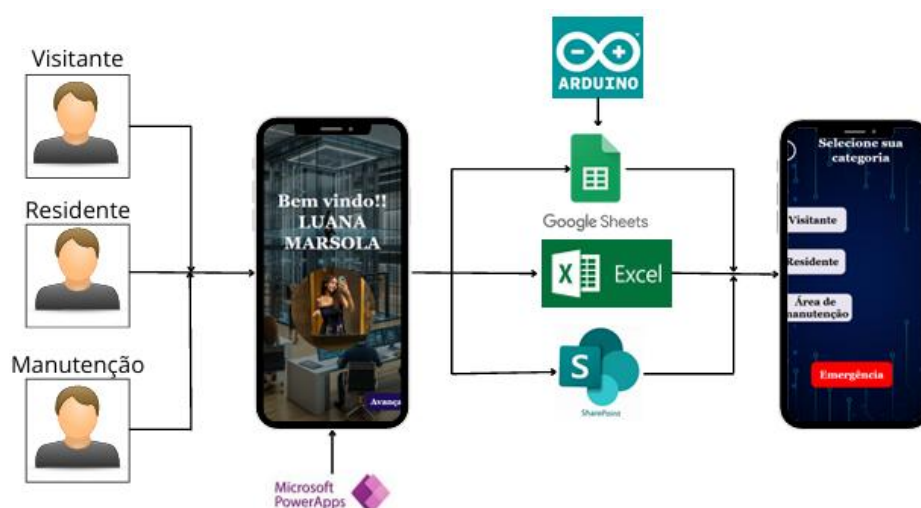 Visitante
Residente
Manutenção
Bem vindo!!
LUANA
MARSOLA
Avança
Microsoft
PowerApps
ARDUINO
Google Sheets
X
Excel
S
SharePoint
Selecione sua
categoria
Visitante
Residente
Área de
manutenção
Emergência